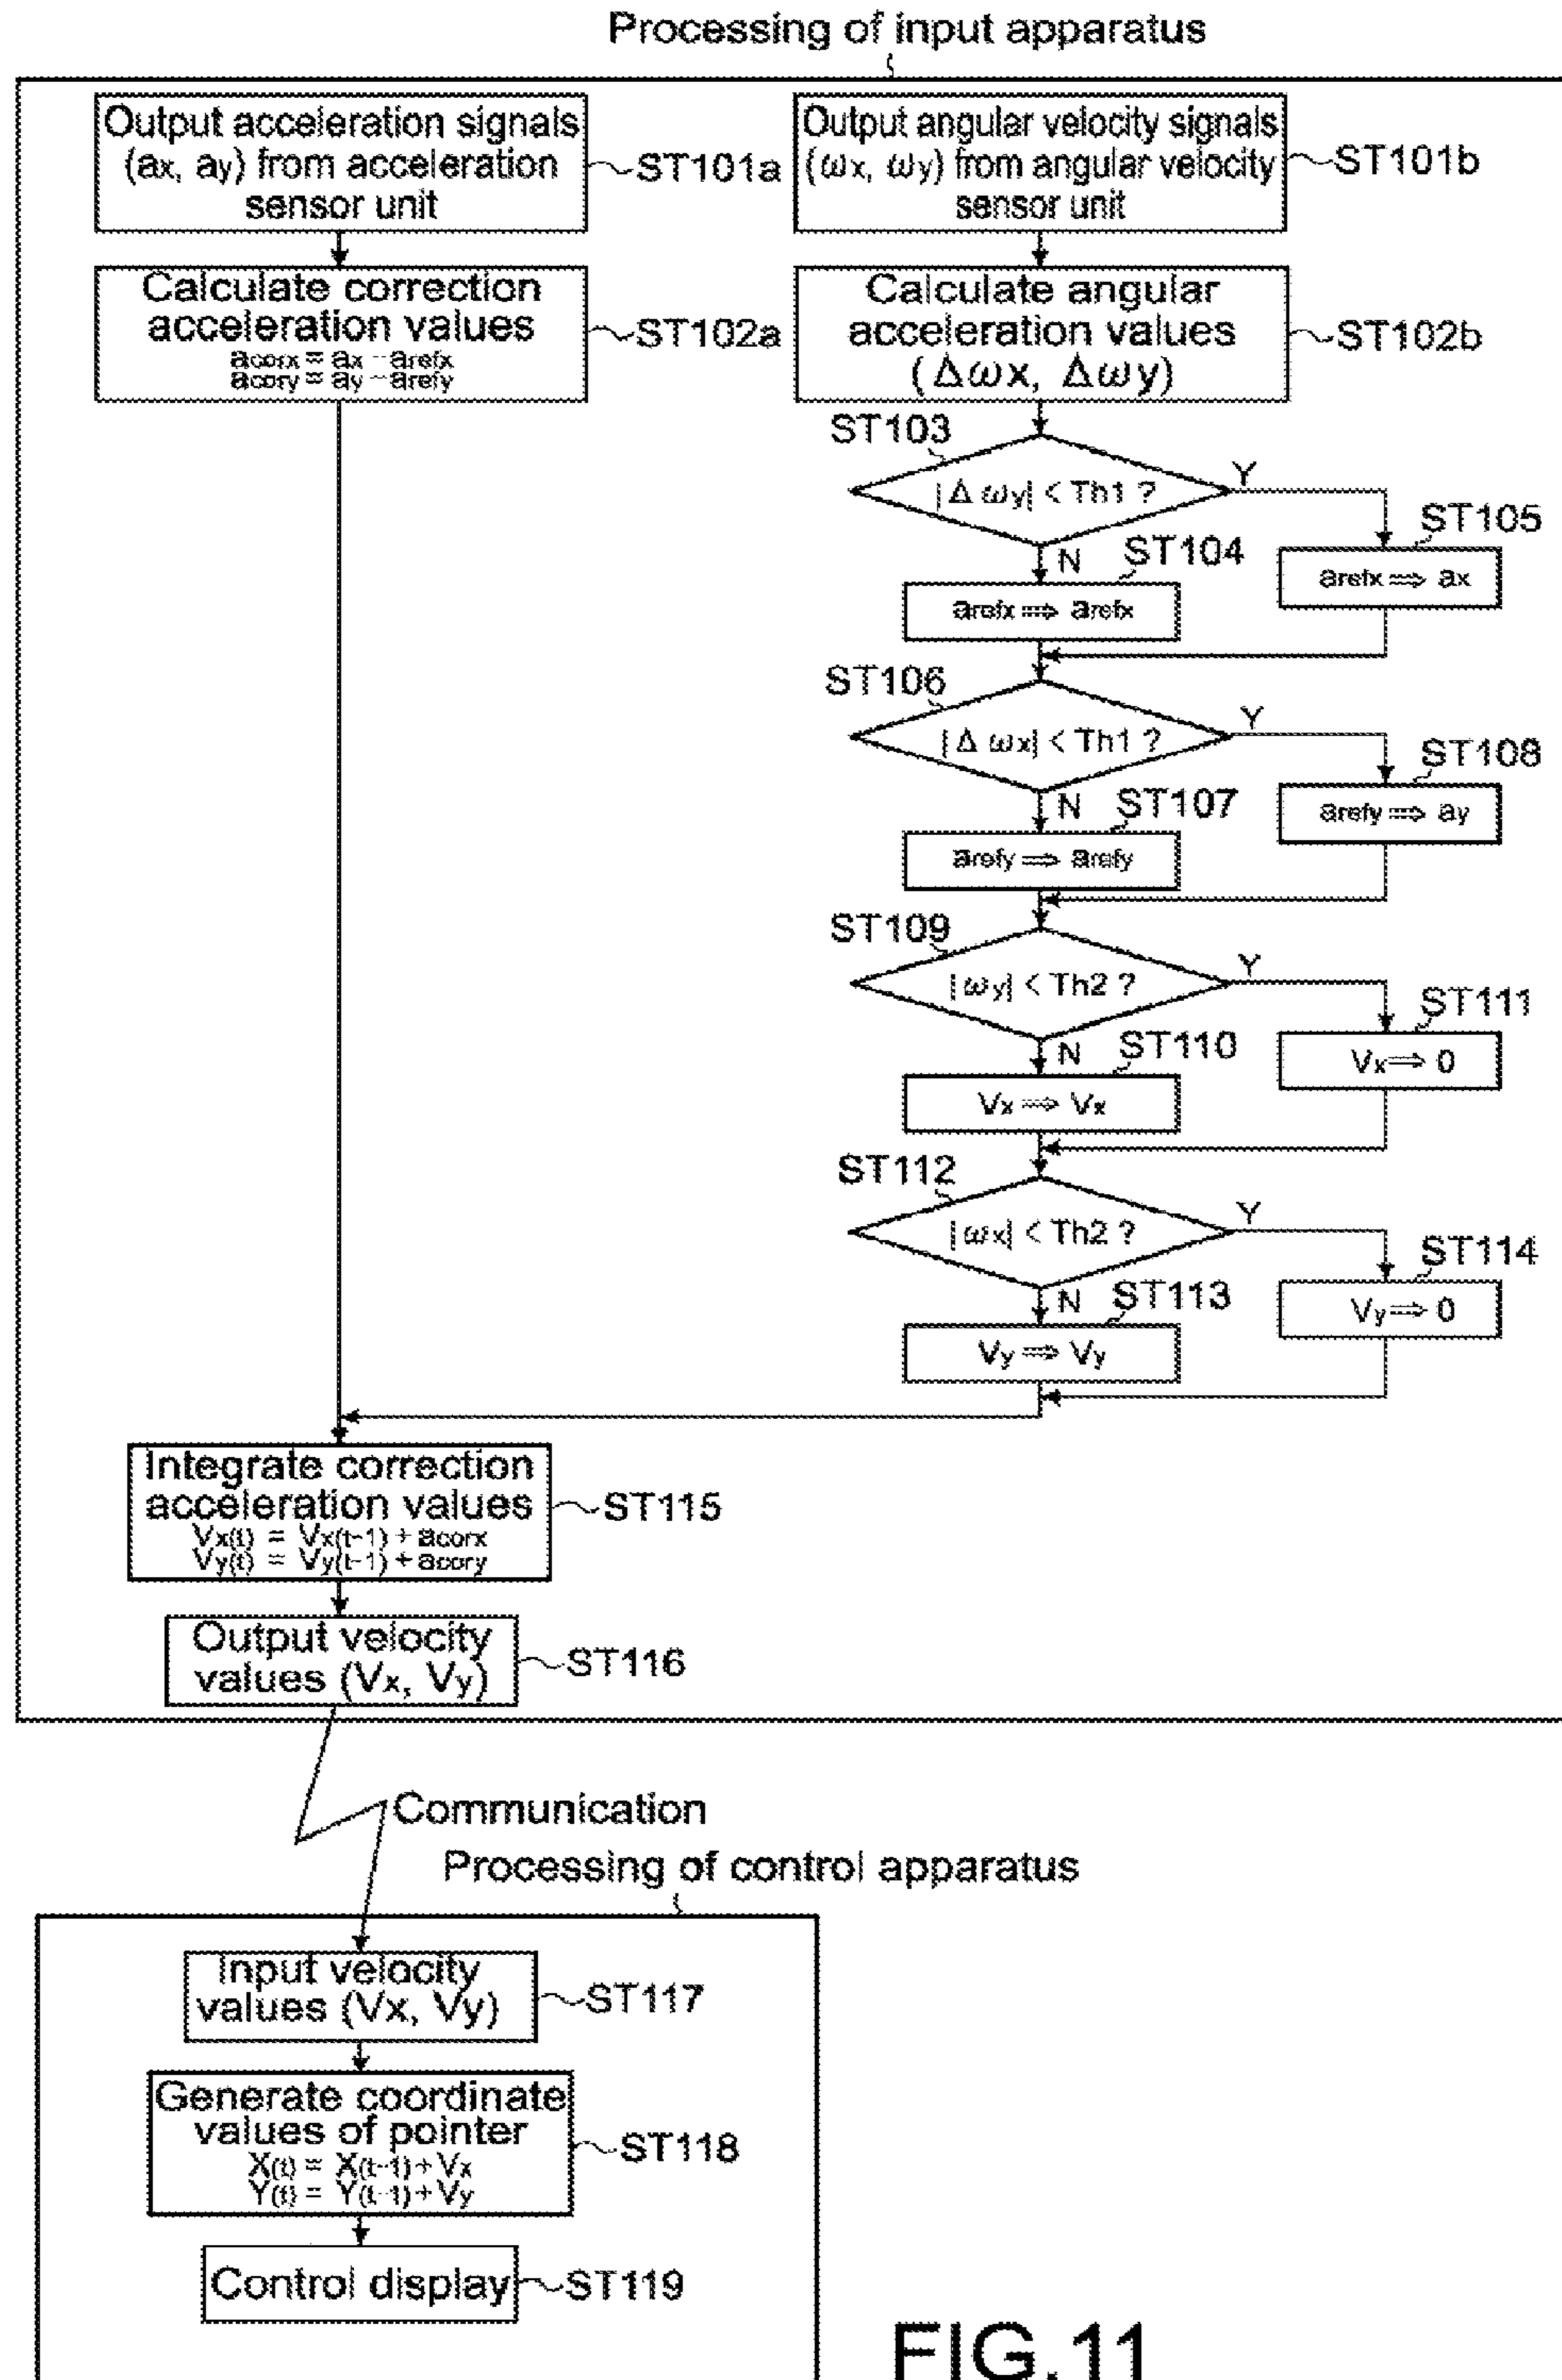 Processing of input apparatus
Output acceleration signals
(ax, ay) from acceleration
sensor unit
ST101a
Output angular velocity signals
(ωx, ωy) from angular velocity
sensor unit
ST101b
Calculate correction
acceleration values
acorx = ax - arefx
acory = ay - arefy
ST102a
Calculate angular
acceleration values
(Δωx, Δωy)
ST102b
ST103
|Δωy| < Th1 ?
Y
N
ST104
arefx ⇒ arefx
ST105
arefx ⇒ ax
ST106
|Δωx| < Th1 ?
Y
N
ST107
arefy ⇒ arefy
ST108
arefy ⇒ ay
ST109
|ωy| < Th2 ?
Y
N
ST110
Vx ⇒ Vx
ST111
Vx ⇒ 0
ST112
|ωx| < Th2 ?
Y
N
ST113
Vy ⇒ Vy
ST114
Vy ⇒ 0
Integrate correction
acceleration values
Vx(t) = Vx(t-1) + acorx
Vy(t) = Vy(t-1) + acory
ST115
Output velocity
values (Vx, Vy)
ST116
Communication
Processing of control apparatus
Input velocity
values (Vx, Vy)
ST117
Generate coordinate
values of pointer
X(t) = X(t-1) + Vx
Y(t) = Y(t-1) + Vy
ST118
Control display
ST119
FIG.11